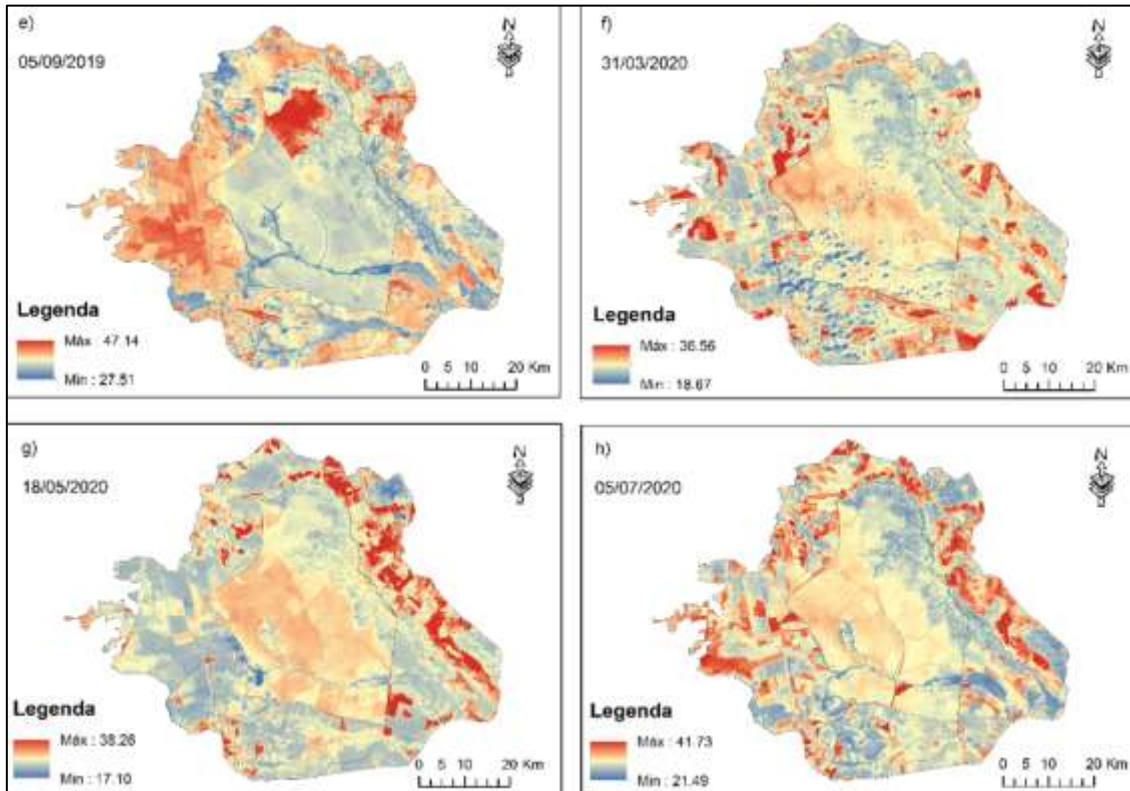 e)
N
05/09/2019
Legenda
Máx : 47.14
Min : 27.51
0 5 10 20 Km
f)
N
31/03/2020
Legenda
Máx : 36.56
Min : 18.67
0 5 10 20 Km
g)
N
18/05/2020
Legenda
Máx : 38.26
Min : 17.10
0 5 10 20 Km
h)
N
05/07/2020
Legenda
Máx : 41.73
Min : 21.49
0 5 10 20 Km